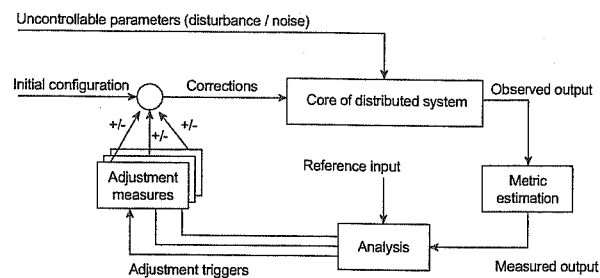 Uncontrollable parameters (disturbance / noise)
Initial configuration
Corrections
Core of distributed system
Observed output
+/-
+/-
+/-
Reference input
Adjustment
measures
Metric
estimation
Analysis
Adjustment triggers
Measured output